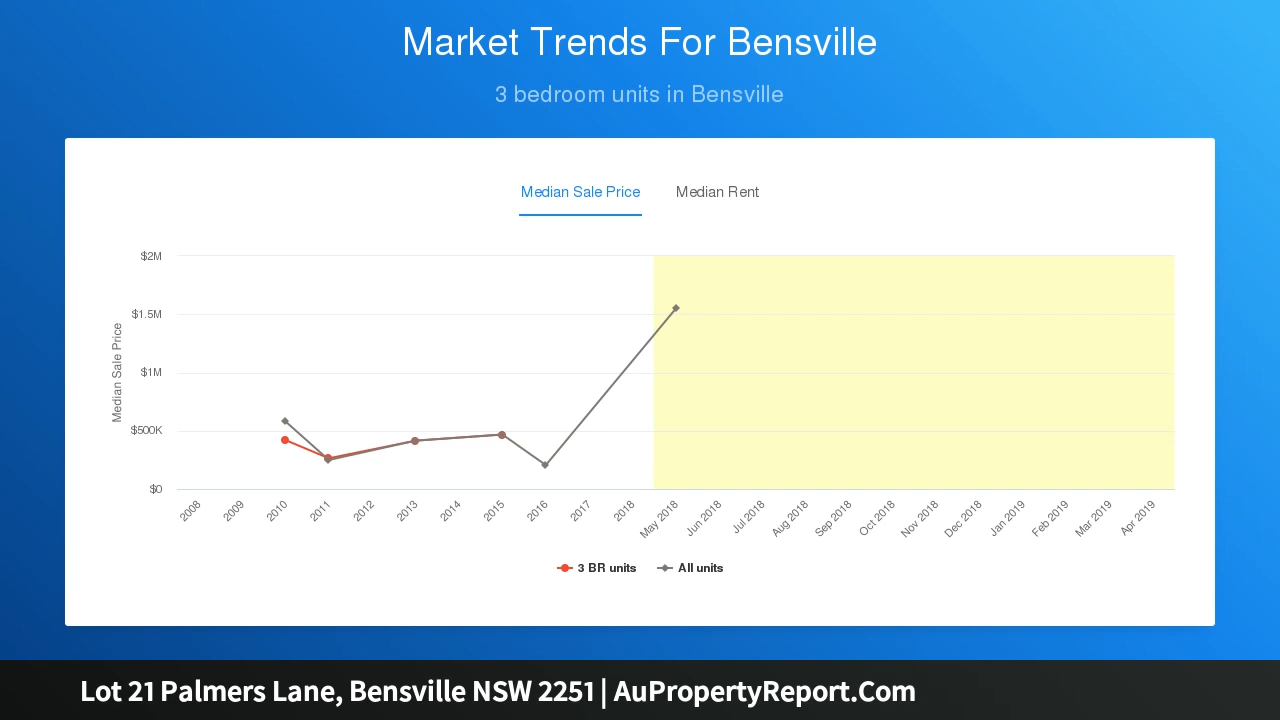 Market Trends For Bensville
3 bedroom units in Bensville
Median Sale Price Median Rent
Median Sale Price
$2M
$1.5M
$1M
$500K
$0
2008 2009 2010 2011 2012 2013 2014 2015 2016 2017 2018 May 2018 Jun 2018 Jul 2018 Aug 2018 Sep 2018 Oct 2018 Nov 2018 Dec 2018 Jan 2019 Feb 2019 Mar 2019 Apr 2019
3 BR units All units
Lot 21 Palmers Lane, Bensville NSW 2251 | AuPropertyReport.Com